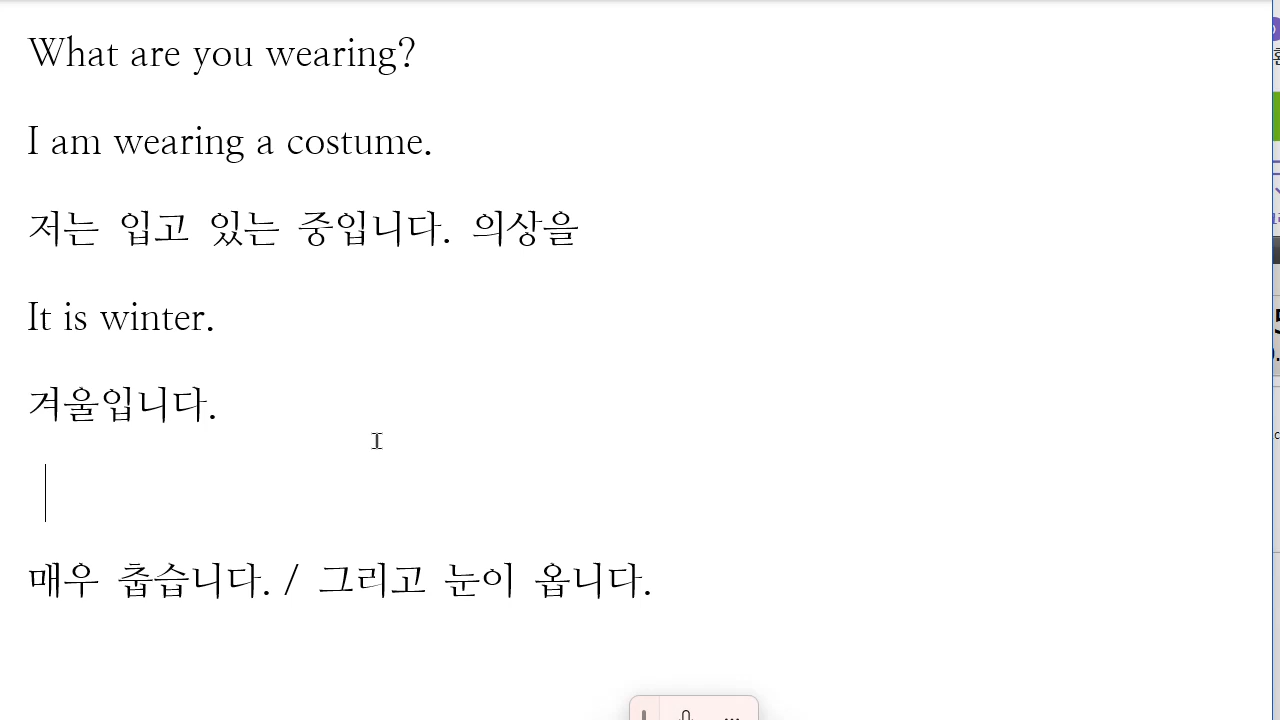 What are you wearing?
I am wearing a costume.
저는 입고 있는 중입니다. 의상을
It is winter.
겨울입니다.
매우 춥습니다. / 그리고 눈이 옵니다.